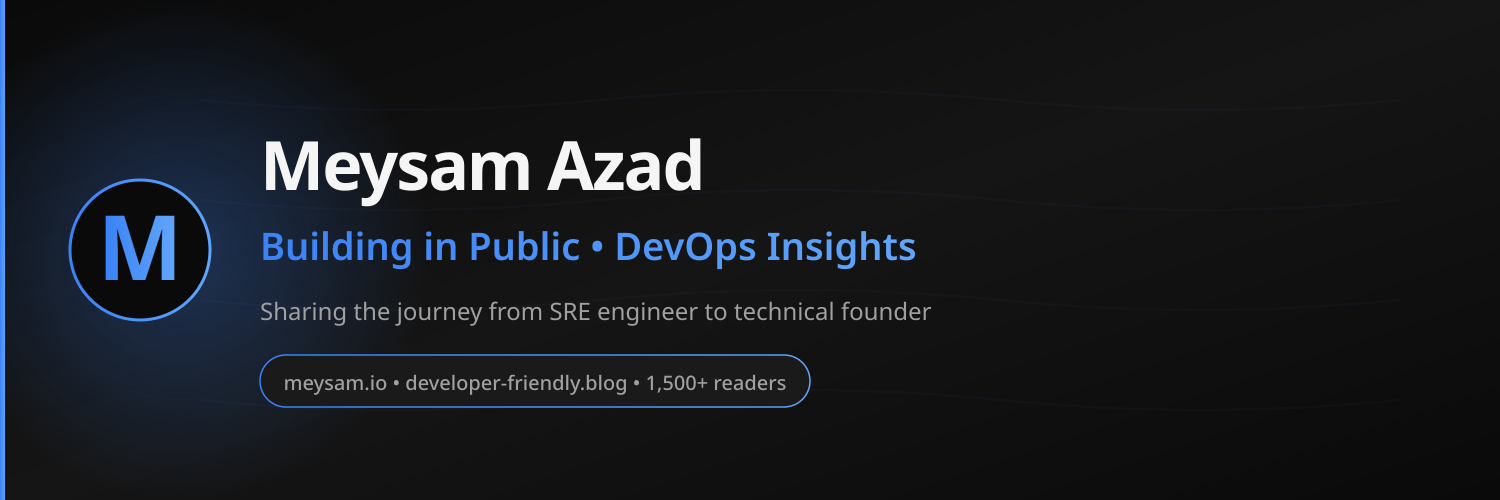 M
Meysam Azad
Building in Public • DevOps Insights
Sharing the journey from SRE engineer to technical founder
meysam.io • developer-friendly.blog • 1,500+ readers